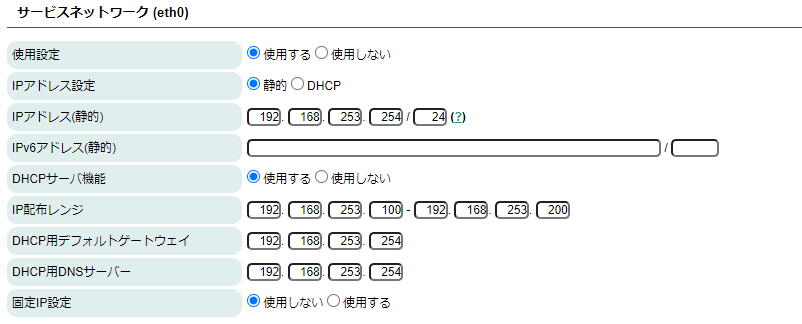 サービスネットワーク (eth0)
使用設定 使用する 使用しない
IPアドレス設定 静的 DHCP
IPアドレス(静的) 192. 168. 253. 254 / 24 (?)
IPv6アドレス(静的) /
DHCPサーバ機能 使用する 使用しない
IP配布レンジ 192. 168. 253. 100 - 192. 168. 253. 200
DHCP用デフォルトゲートウェイ 192. 168. 253. 254
DHCP用DNSサーバー 192. 168. 253. 254
固定IP設定 使用しない 使用する